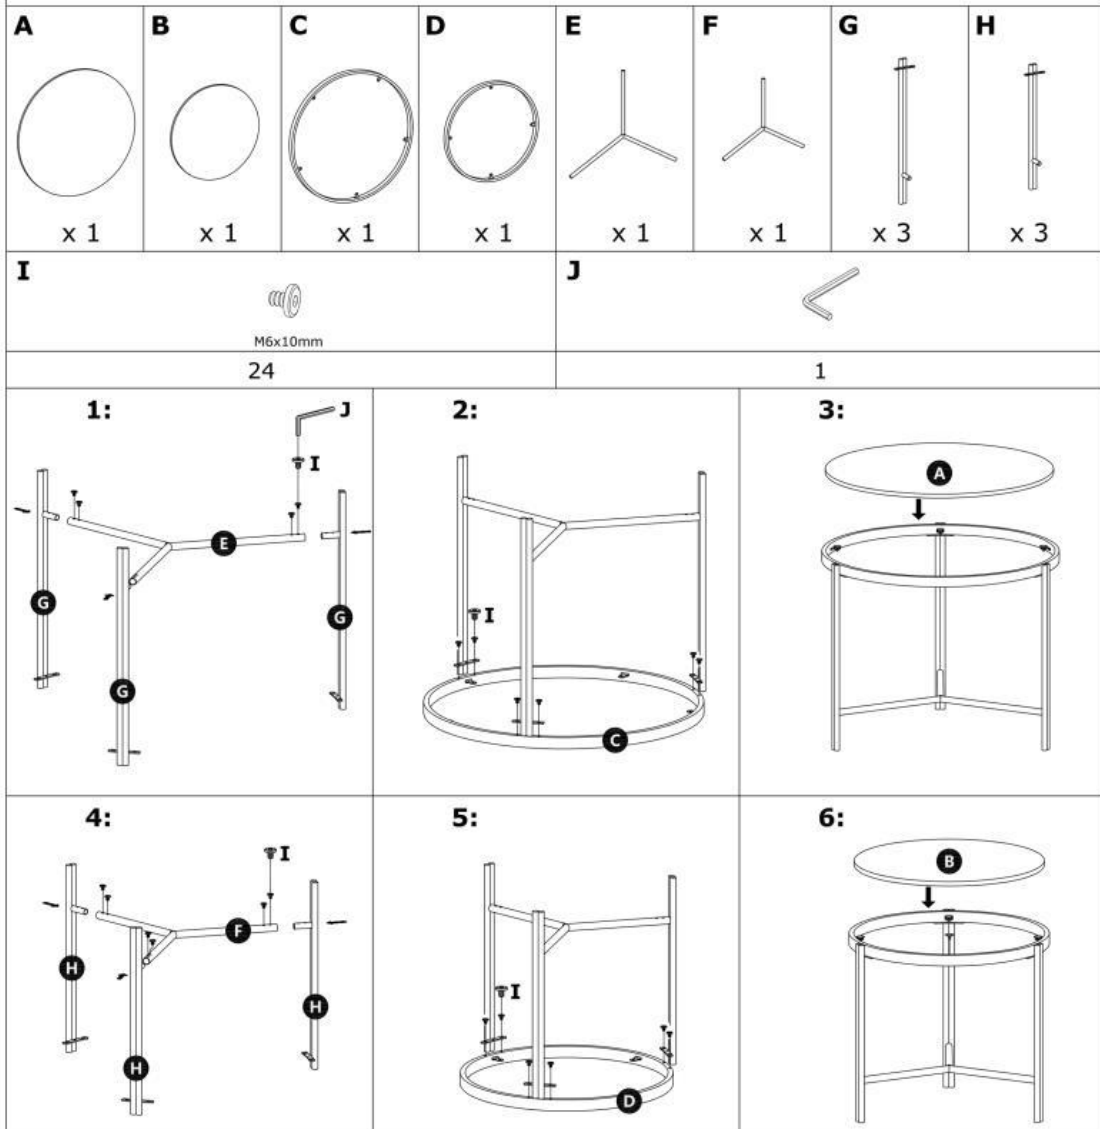 A B C D E F G H
x 1 x 1 x 1 x 1 x 1 x 1 x 3 x 3
I J
M6x10mm
24 1
1: 2: 3:
J
I
E
G
G
G
I
C
A
4: 5: 6:
I
F
H
H
H
I
D
B